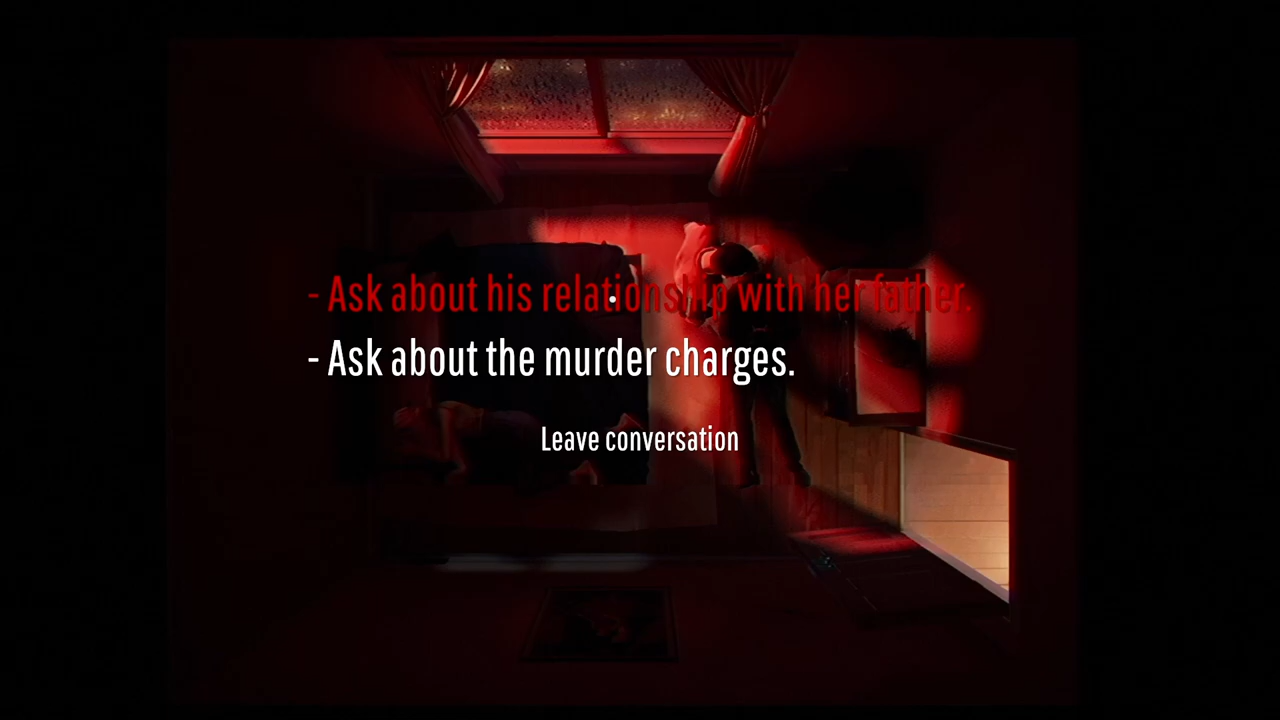 - Ask about his relationship with her father.
- Ask about the murder charges.
Leave conversation